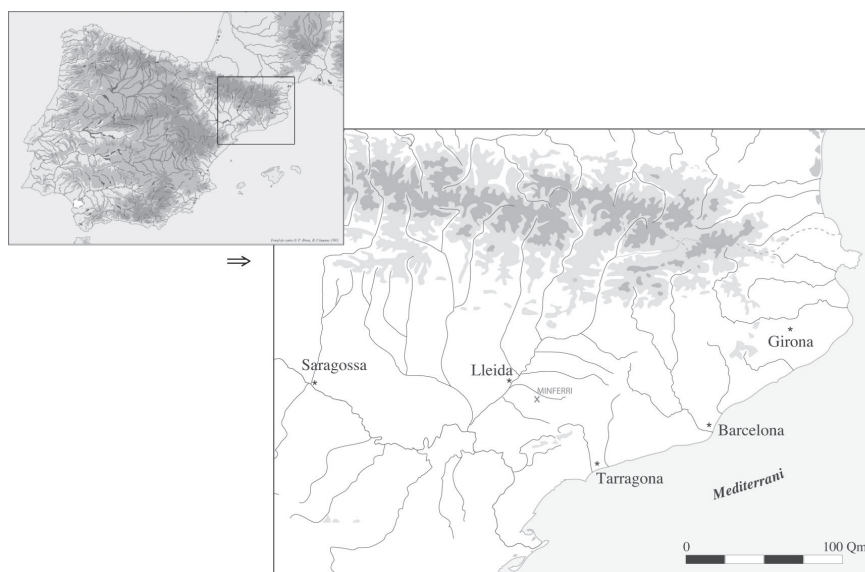 Saragossa
Lleida
MINFERRI
Girona
Barcelona
Tarragona
Mediterrani
0 100 Qm